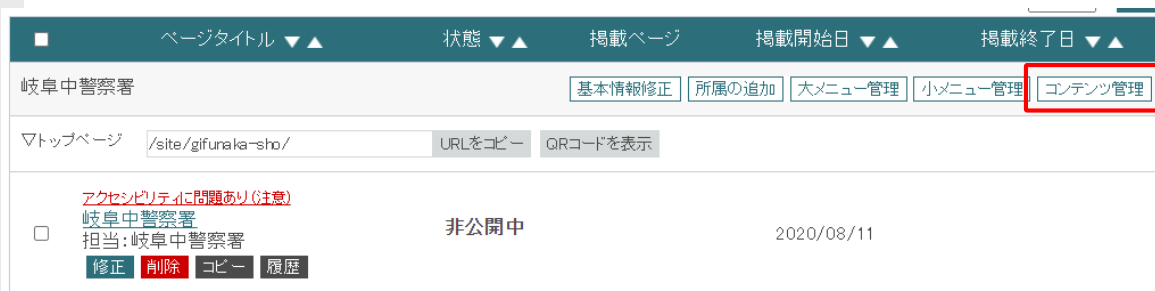 ページタイトル ▼▲ 状態 ▼▲ 掲載ページ 掲載開始日 ▼▲ 掲載終了日 ▼▲
岐阜中警察署 基本情報修正 所属の追加 大メニュー管理 小メニュー管理 コンテンツ管理
▽トップページ /site/gifunaka-sho/ URLをコピー QRコードを表示
アクセシビリティに問題あり(注意)
岐阜中警察署
担当:岐阜中警察署
非公開中 2020/08/11
修正 削除 コピー 履歴